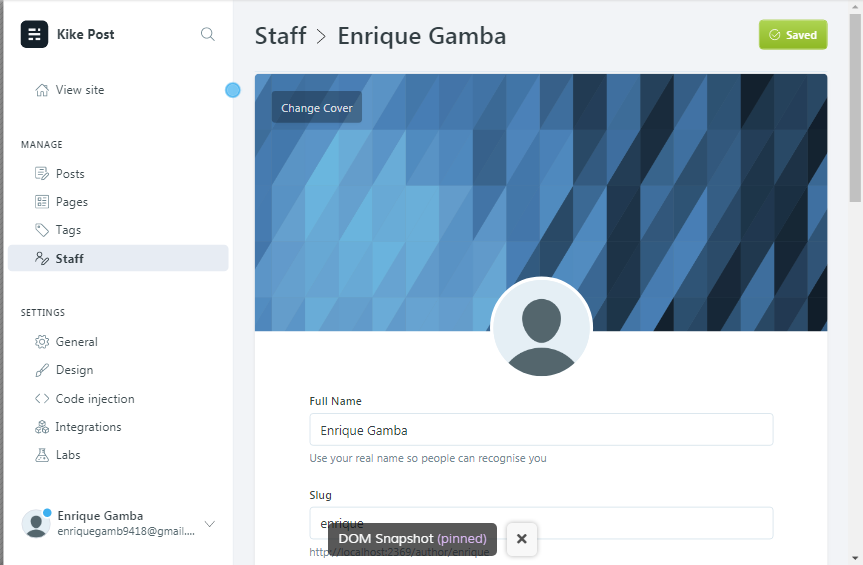 Kike Post
View site
MANAGE
Posts
Pages
Tags
Staff
SETTINGS
General
Design
Code injection
Integrations
Labs
Enrique Gamba
enriquegamb9418@gmail....
Staff > Enrique Gamba
Saved
Change Cover
Full Name
Enrique Gamba
Use your real name so people can recognise you
Slug
enrique
http://localhost:2369/author/enrique
DOM Snapshot (pinned)